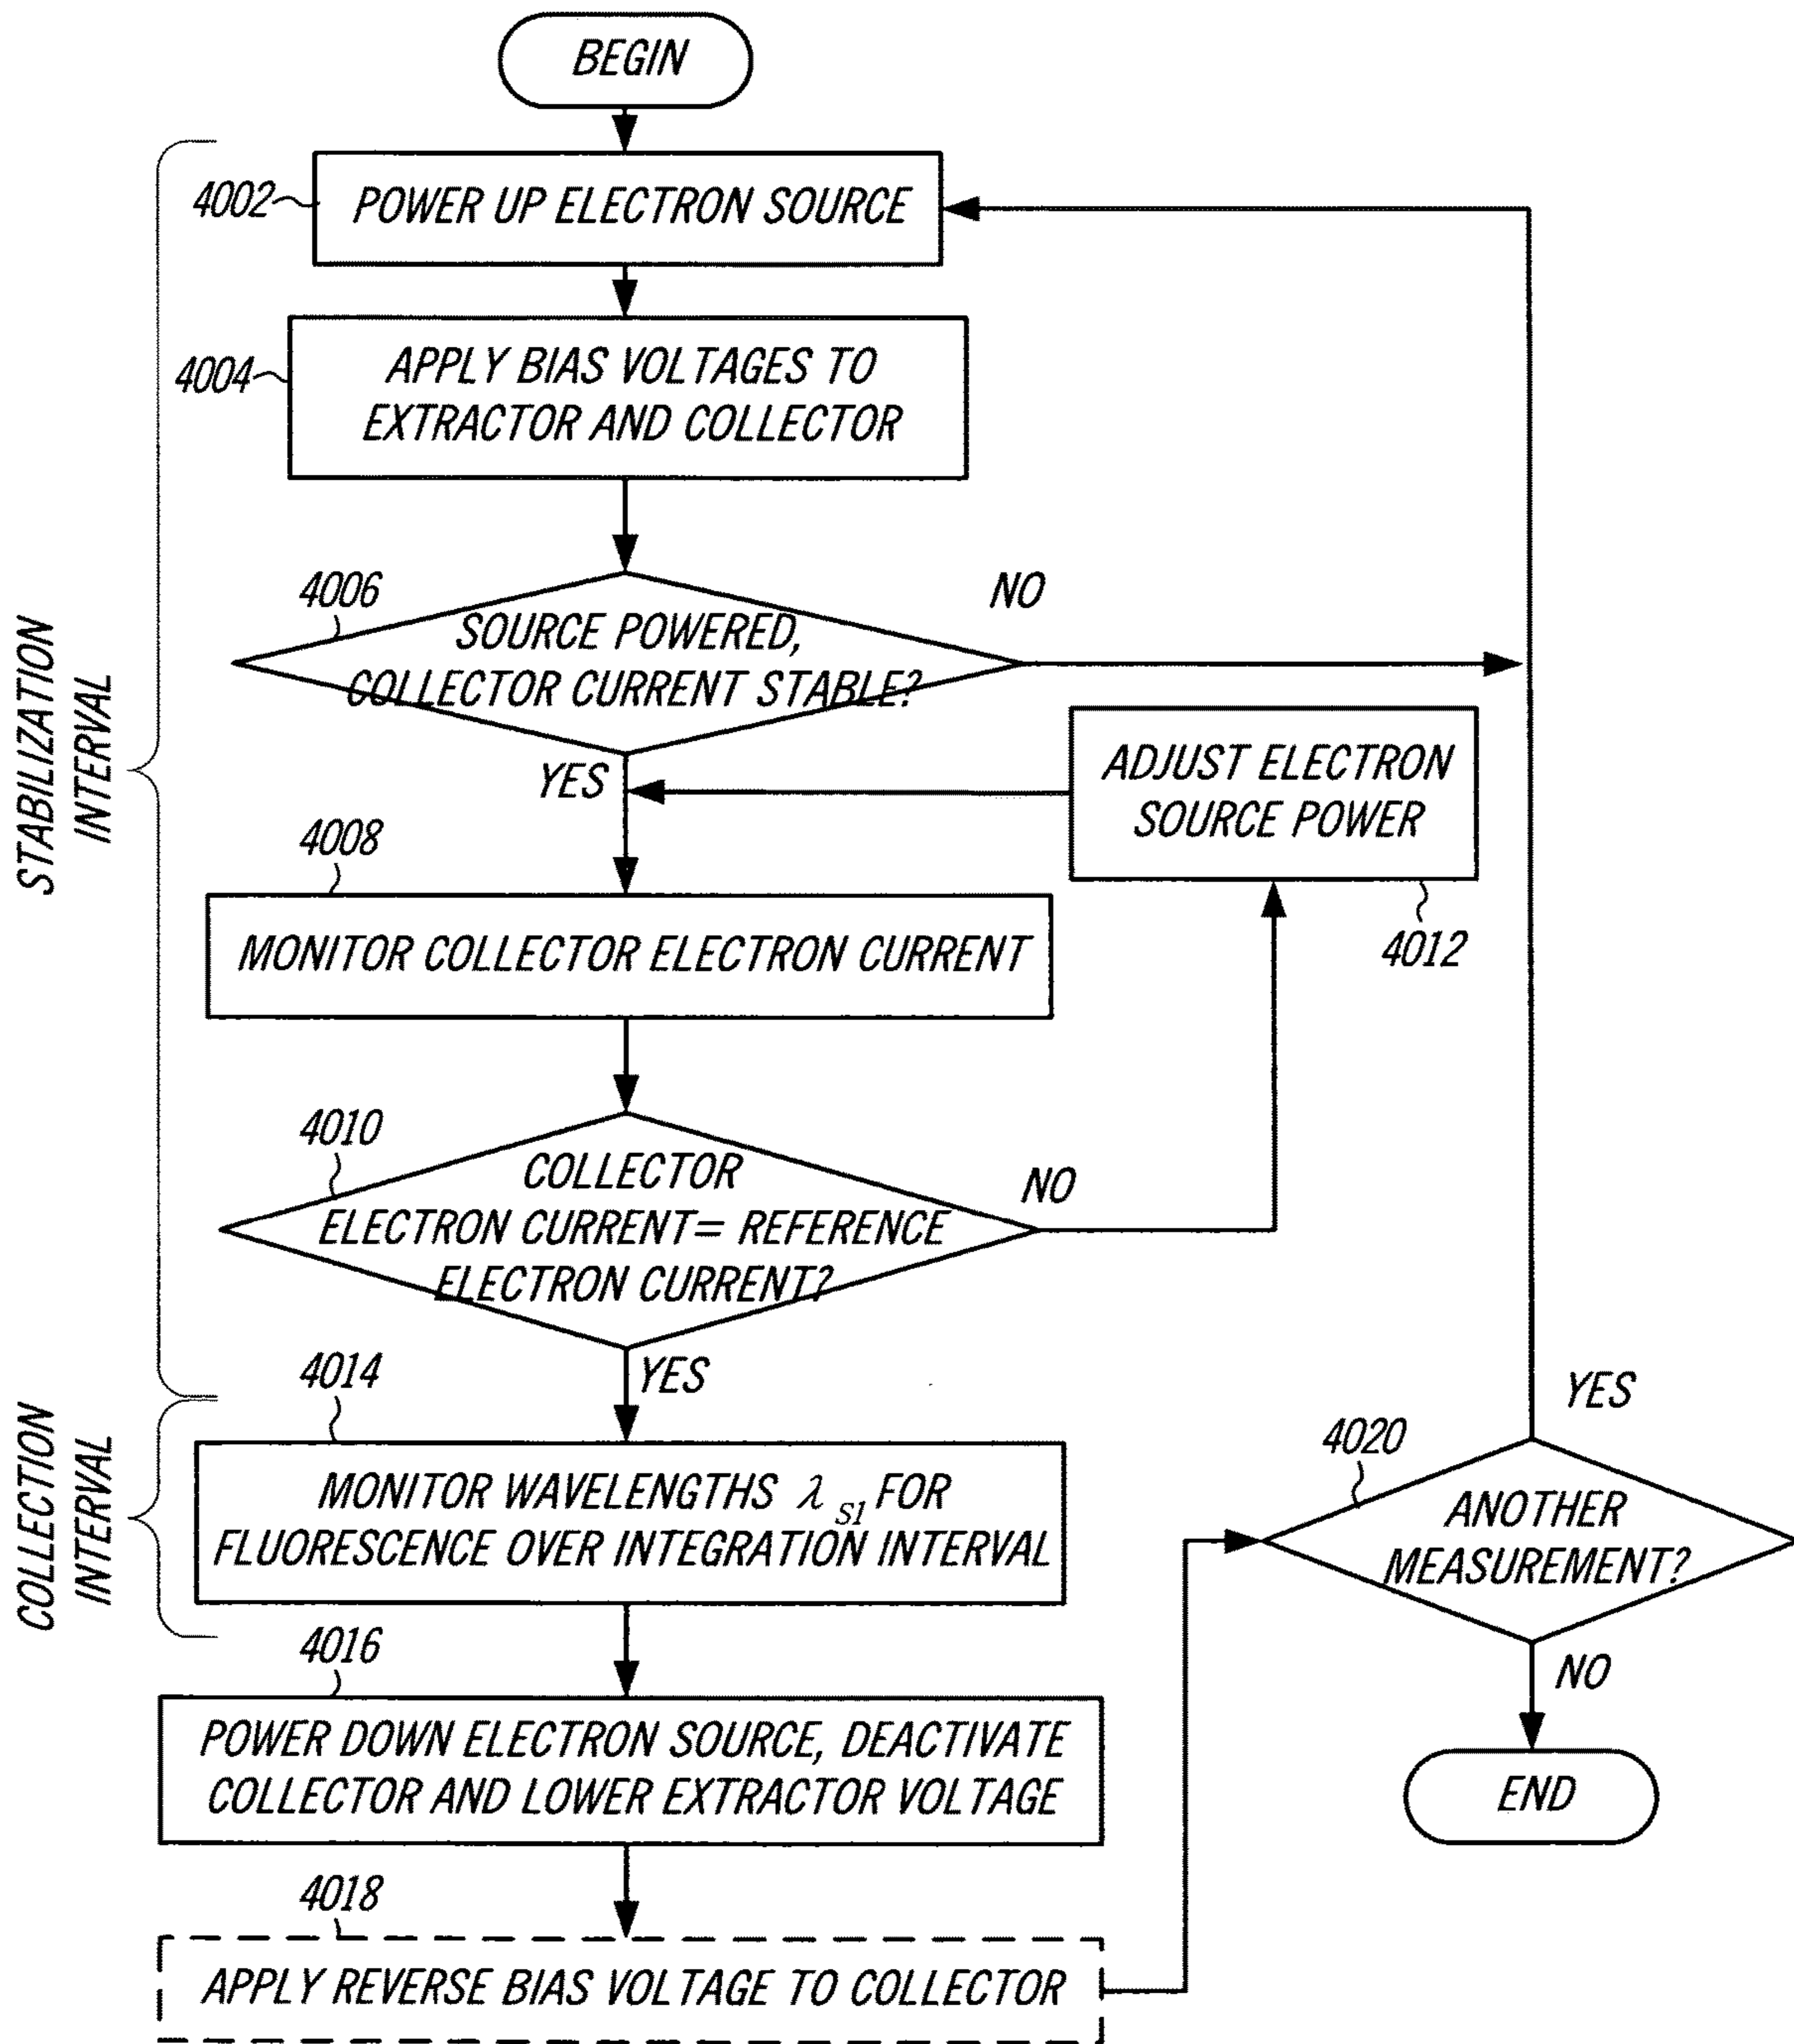 BEGIN
4002
POWER UP ELECTRON SOURCE
4004
APPLY BIAS VOLTAGES TO
EXTRACTOR AND COLLECTOR
4006
SOURCE POWERED,
COLLECTOR CURRENT STABLE?
NO
YES
ADJUST ELECTRON
SOURCE POWER
4012
STABILIZATION
INTERVAL
4008
MONITOR COLLECTOR ELECTRON CURRENT
4010
COLLECTOR
ELECTRON CURRENT= REFERENCE
ELECTRON CURRENT?
NO
YES
COLLECTION
INTERVAL
4014
MONITOR WAVELENGTHS λ S1 FOR
FLUORESCENCE OVER INTEGRATION INTERVAL
4016
POWER DOWN ELECTRON SOURCE, DEACTIVATE
COLLECTOR AND LOWER EXTRACTOR VOLTAGE
4018
APPLY REVERSE BIAS VOLTAGE TO COLLECTOR
YES
4020
ANOTHER
MEASUREMENT?
NO
END